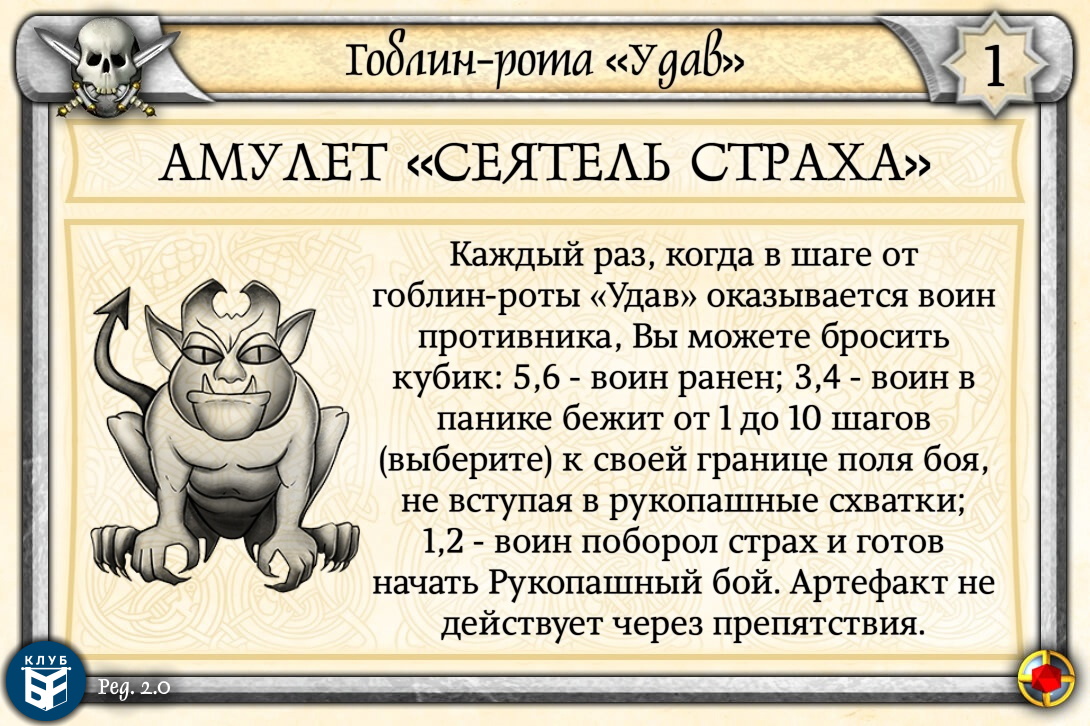 Гоблин-рота «Удав»
1
АМУЛЕТ «СЕЯТЕЛЬ СТРАХА»
Каждый раз, когда в шаге от
гоблин-роты «Удав» оказывается воин
противника, Вы можете бросить
кубик: 5,6 - воин ранен; 3,4 - воин в
панике бежит от 1 до 10 шагов
(выберите) к своей границе поля боя,
не вступая в рукопашные схватки;
1,2 - воин поборол страх и готов
начать Рукопашный бой. Артефакт не
действует через препятствия.
КЛУБ
Ред. 2.0